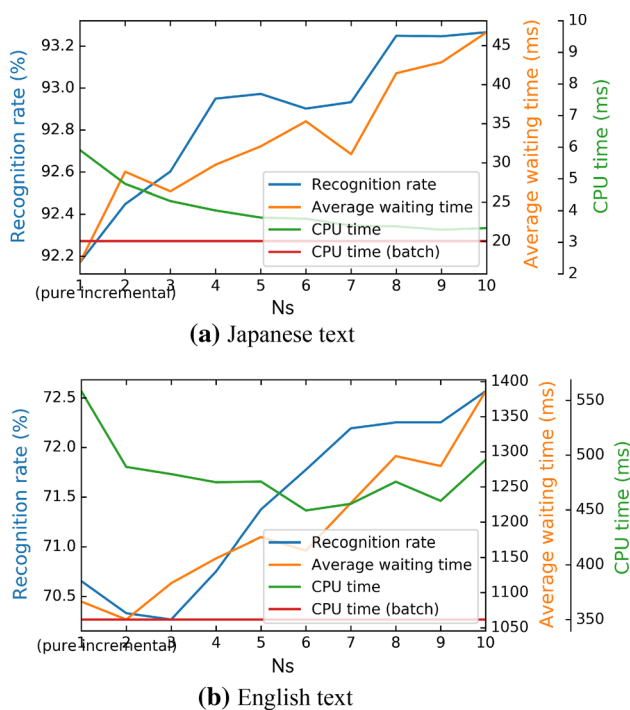 Recognition rate (%)
93.2
93.0
92.8
92.6
92.4
92.2
45
40
35
30
25
20
Average waiting time (ms)
10
9
8
7
6
5
4
3
2
CPU time (ms)
Recognition rate
Average waiting time
CPU time
CPU time (batch)
1 2 3 4 5 6 7 8 9 10
(pure incremental)
Ns
(a) Japanese text
Recognition rate (%)
72.5
72.0
71.5
71.0
70.5
1400
1350
1300
1250
1200
1150
1100
1050
Average waiting time (ms)
550
500
450
400
350
CPU time (ms)
Recognition rate
Average waiting time
CPU time
CPU time (batch)
1 2 3 4 5 6 7 8 9 10
(pure incremental)
Ns
(b) English text